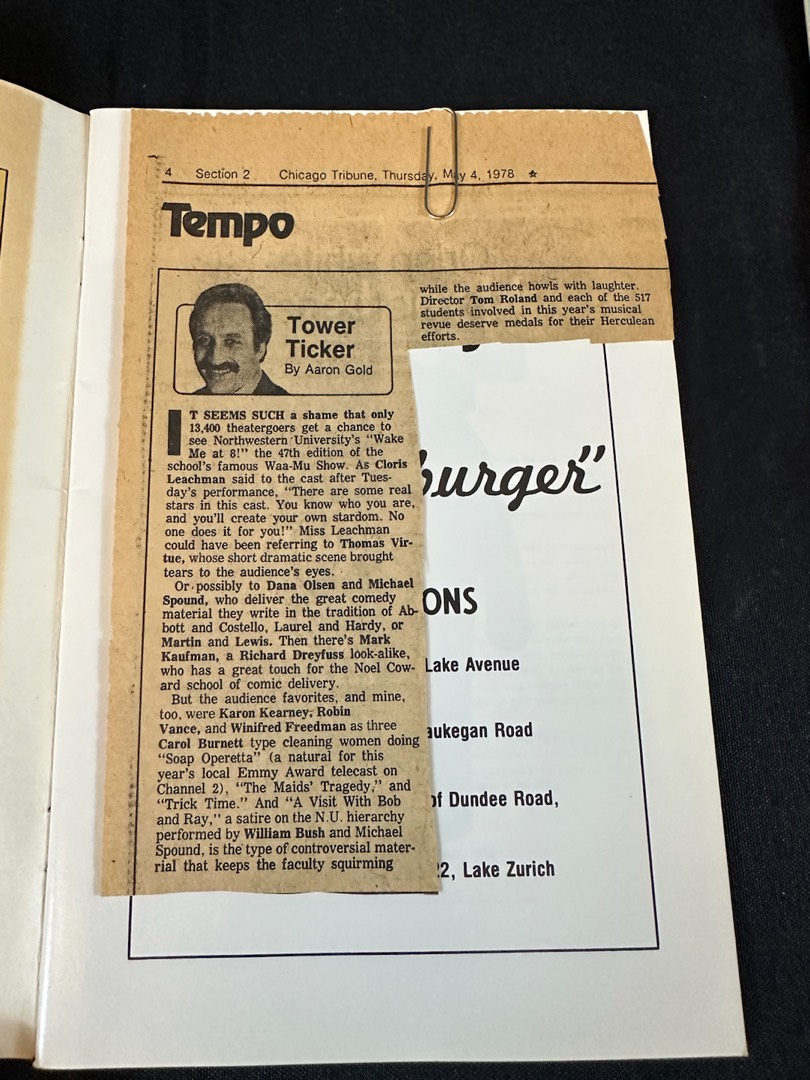 4 Section 2 Chicago Tribune, Thursday, May 4, 1978 ☆
Tempo
Tower
Ticker
By Aaron Gold
IT SEEMS SUCH a shame that only
13,400 theatergoers get a chance to
see Northwestern University's "Wake
Me at 8!" the 47th edition of the
school's famous Waa-Mu Show. As Cloris
Leachman said to the cast after Tues-
day's performance, "There are some real
stars in this cast. You know who you are,
and you'll create your own stardom. No
one does it for you!" Miss Leachman
could have been referring to Thomas Vir-
tue, whose short dramatic scene brought
tears to the audience's eyes.
Or possibly to Dana Olsen and Michael
Spound, who deliver the great comedy
material they write in the tradition of Ab-
bott and Costello, Laurel and Hardy, or
Martin and Lewis. Then there's Mark
Kaufman, a Richard Dreyfuss look-alike,
who has a great touch for the Noel Cow-
ard school of comic delivery.
But the audience favorites, and mine,
too, were Karon Kearney, Robin
Vance, and Winifred Freedman as three
Carol Burnett type cleaning women doing
"Soap Operetta" (a natural for this
year's local Emmy Award telecast on
Channel 2), "The Maids' Tragedy," and
"Trick Time." And "A Visit With Bob
and Ray," a satire on the N.U. hierarchy
performed by William Bush and Michael
Spound, is the type of controversial mater-
rial that keeps the faculty squirming
while the audience howls with laughter.
Director Tom Roland and each of the 517
students involved in this year's musical
revue deserve medals for their Herculean
efforts.
burger"
ONS
Lake Avenue
aukegan Road
of Dundee Road,
22, Lake Zurich